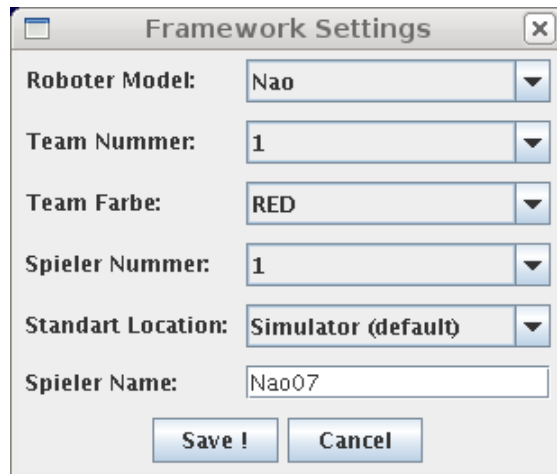 Framework Settings
Roboter Model: Nao
Team Nummer: 1
Team Farbe: RED
Spieler Nummer: 1
Standart Location: Simulator (default)
Spieler Name: Nao07
Save ! Cancel